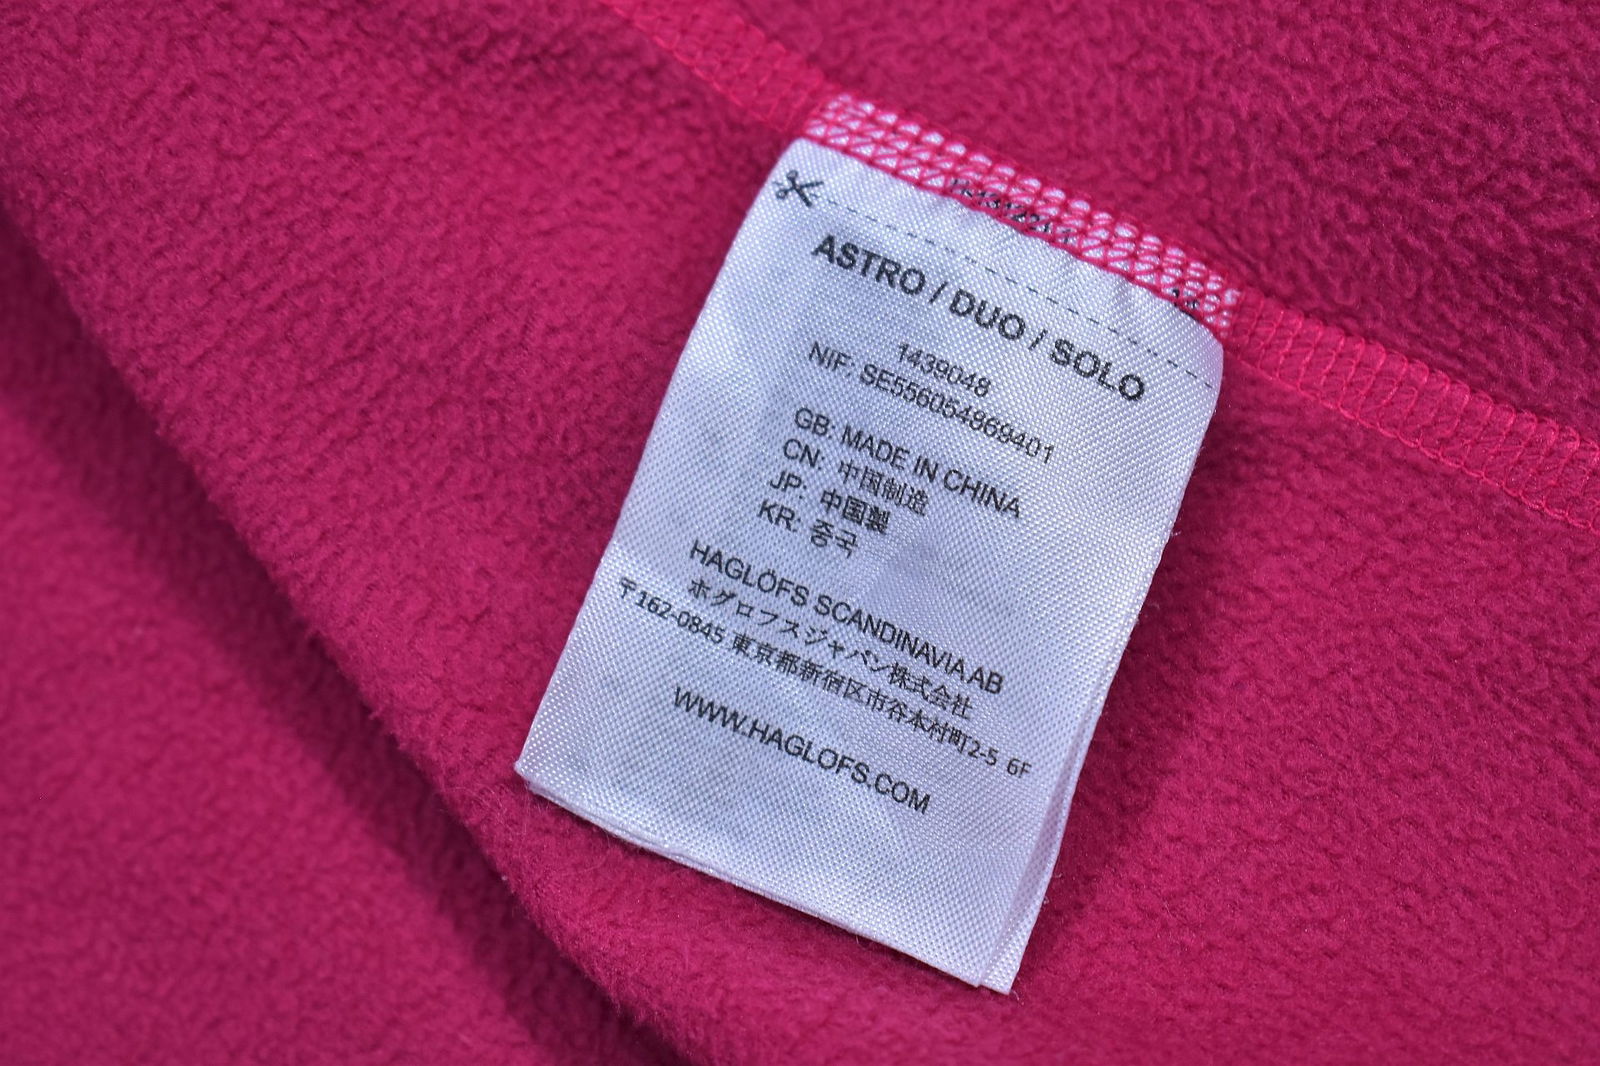 ASTRO / DUO / SOLO
1439048
NIF: SE556054869401
GB: MADE IN CHINA
CN: 中国制造
JP: 中国製
KR: 중국
HAGLÖFS SCANDINAVIA AB
ホグロフスジャパン株式会社
〒162-0845 東京都新宿区市谷本村町2-5 6F
WWW.HAGLOFS.COM